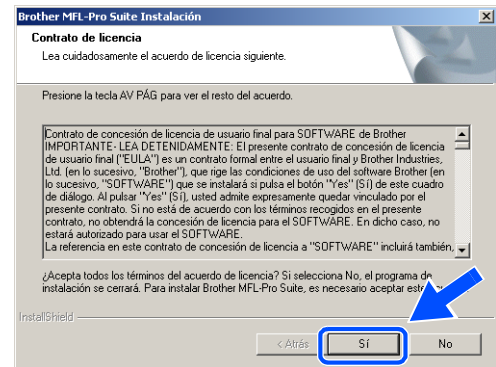 Brother MFL-Pro Suite Instalación
Contrato de licencia
Lea cuidadosamente el acuerdo de licencia siguiente.
Presione la tecla AV PÁG para ver el resto del acuerdo.
Contrato de concesión de licencia de usuario final para SOFTWARE de Brother
IMPORTANTE- LEA DETENIDAMENTE: El presente contrato de concesión de licencia
de usuario final ("EULA") es un contrato formal entre el usuario final y Brother Industries,
Ltd. (en lo sucesivo, "Brother"), que rige las condiciones de uso del software Brother (en
lo sucesivo, "SOFTWARE") que se instalará si pulsa el botón "Yes" (Sí) de este cuadro
de diálogo. Al pulsar "Yes" (Sí), usted admite expresamente quedar vinculado por el
presente contrato. Si no está de acuerdo con los términos recogidos en el presente
contrato, no obtendrá la concesión de licencia para el SOFTWARE. En dicho caso, no
estará autorizado para usar el SOFTWARE.
La referencia en este contrato de concesión de licencia a "SOFTWARE" incluirá también,
¿Acepta todos los términos del acuerdo de licencia? Si selecciona No, el programa de
instalación se cerrará. Para instalar Brother MFL-Pro Suite, es necesario aceptar
InstallShield
< Atrás
Sí
No